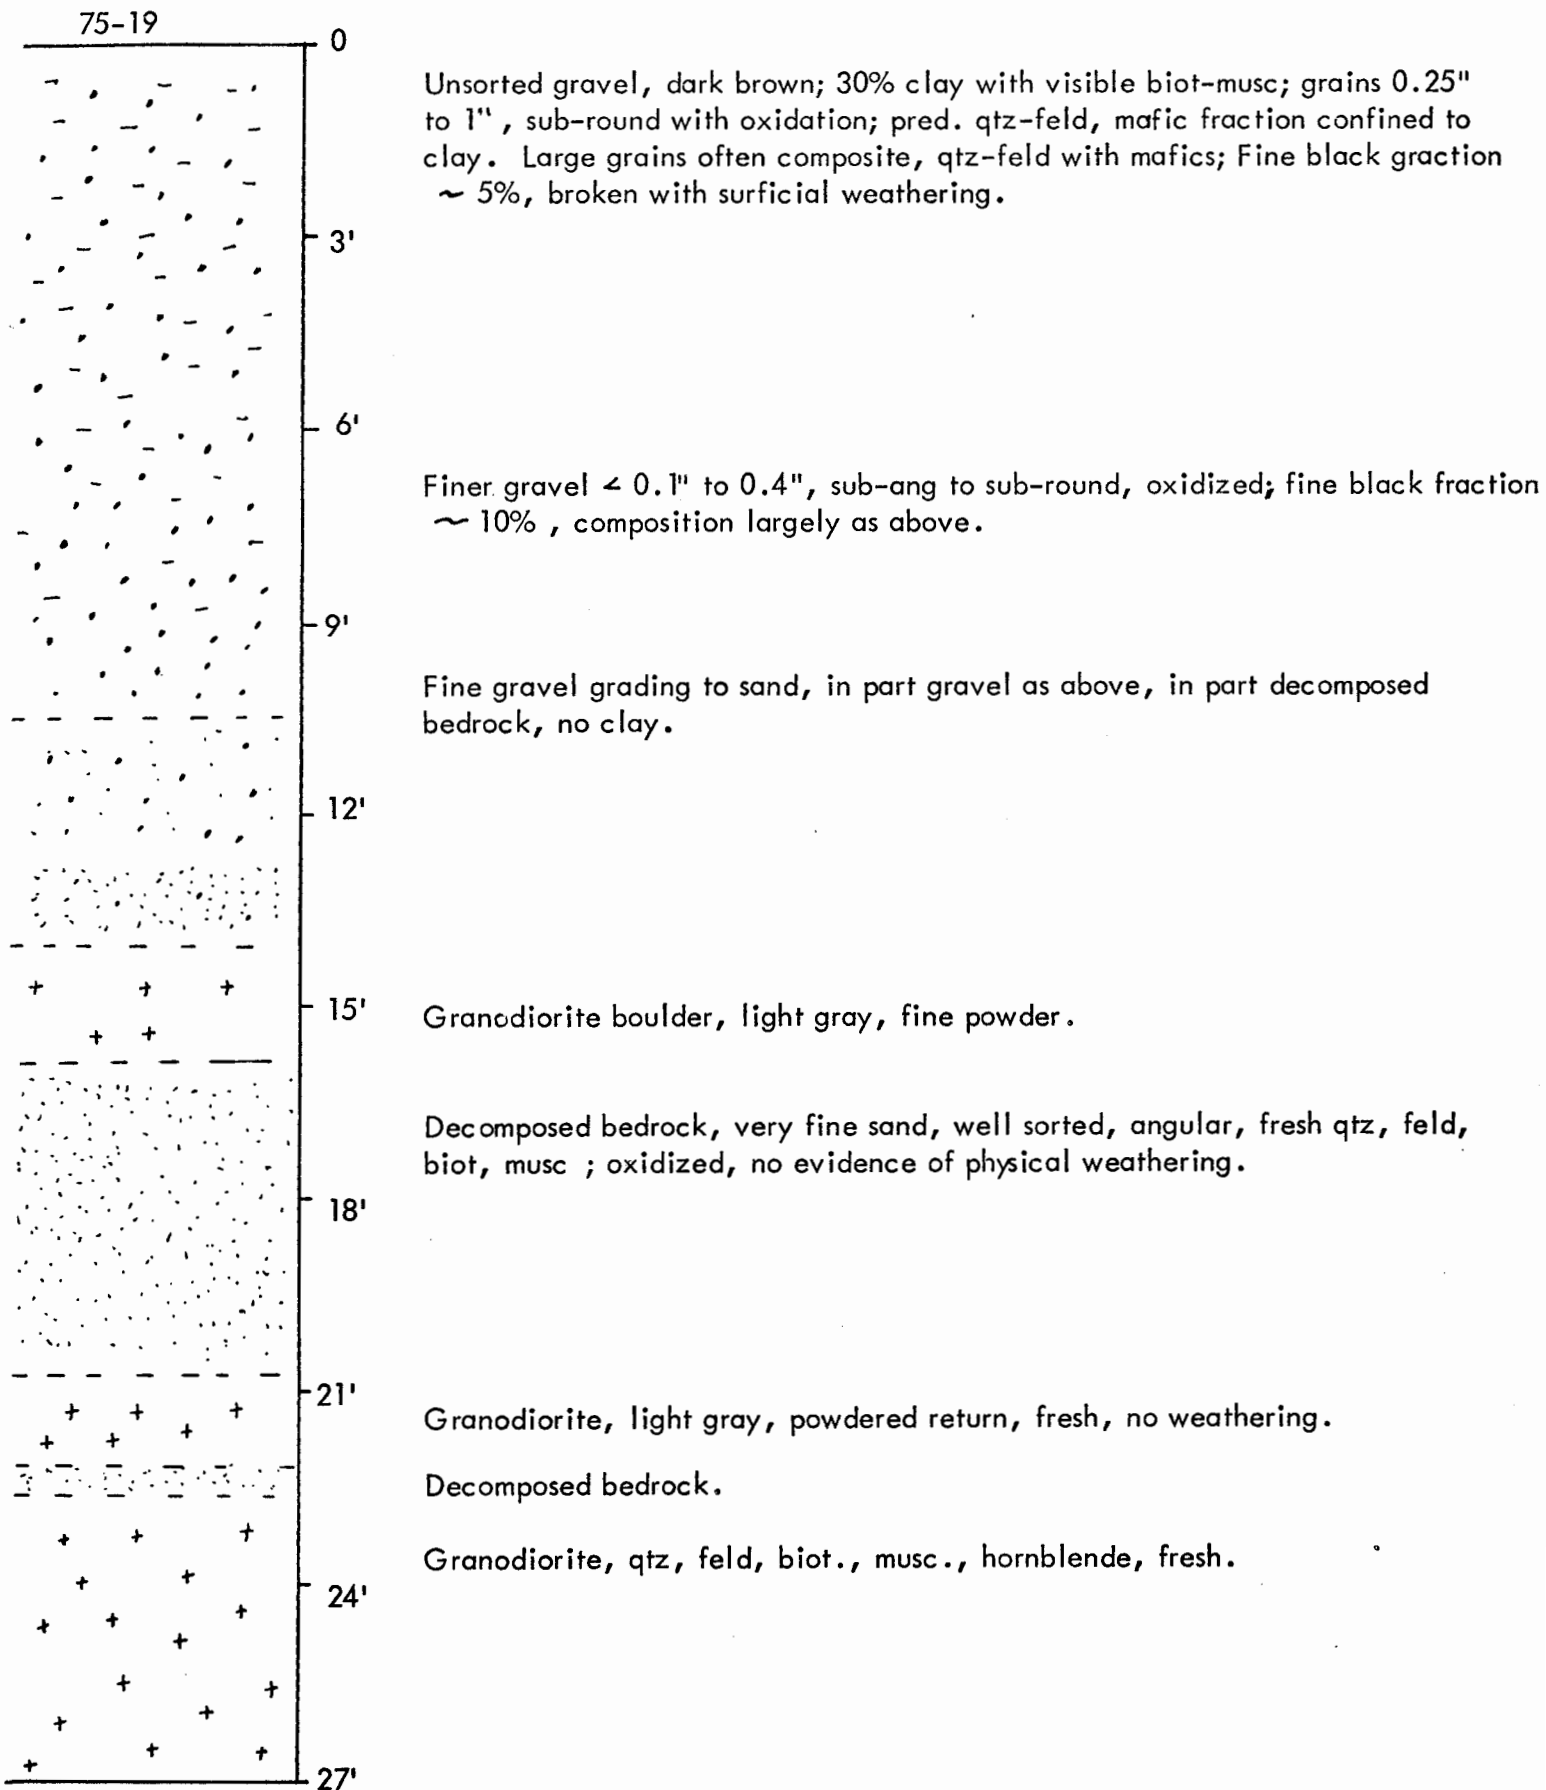 75-19
0
Unsorted gravel, dark brown; 30% clay with visible biot-musc; grains 0.25"
to 1" , sub-round with oxidation; pred. qtz-feld, mafic fraction confined to
clay. Large grains often composite, qtz-feld with mafics; Fine black graction
~ 5%, broken with surficial weathering.
3'
6'
Finer gravel < 0.1" to 0.4", sub-ang to sub-round, oxidized; fine black fraction
~ 10% , composition largely as above.
9'
Fine gravel grading to sand, in part gravel as above, in part decomposed
bedrock, no clay.
12'
15'
Granodiorite boulder, light gray, fine powder.
Decomposed bedrock, very fine sand, well sorted, angular, fresh qtz, feld,
biot, musc ; oxidized, no evidence of physical weathering.
18'
21'
Granodiorite, light gray, powdered return, fresh, no weathering.
Decomposed bedrock.
Granodiorite, qtz, feld, biot., musc., hornblende, fresh.
24'
27'